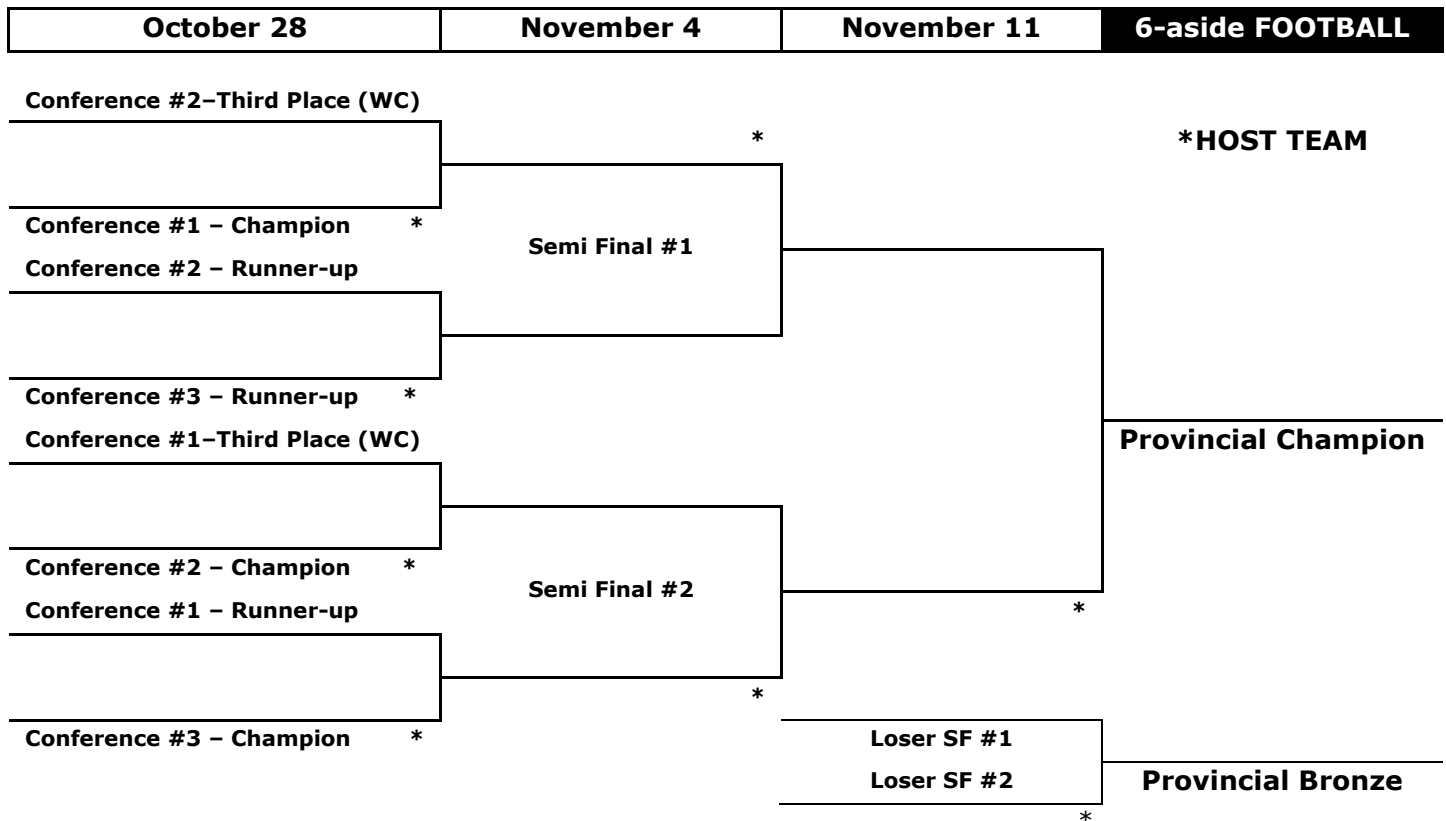 October 28 November 4 November 11 6-aside FOOTBALL
Conference #2–Third Place (WC)
* *HOST TEAM
Conference #1 – Champion *
Semi Final #1
Conference #2 – Runner-up
Conference #3 – Runner-up *
Conference #1–Third Place (WC) Provincial Champion
Conference #2 – Champion *
Semi Final #2
Conference #1 – Runner-up *
*
Conference #3 – Champion * Loser SF #1
Loser SF #2 Provincial Bronze
*